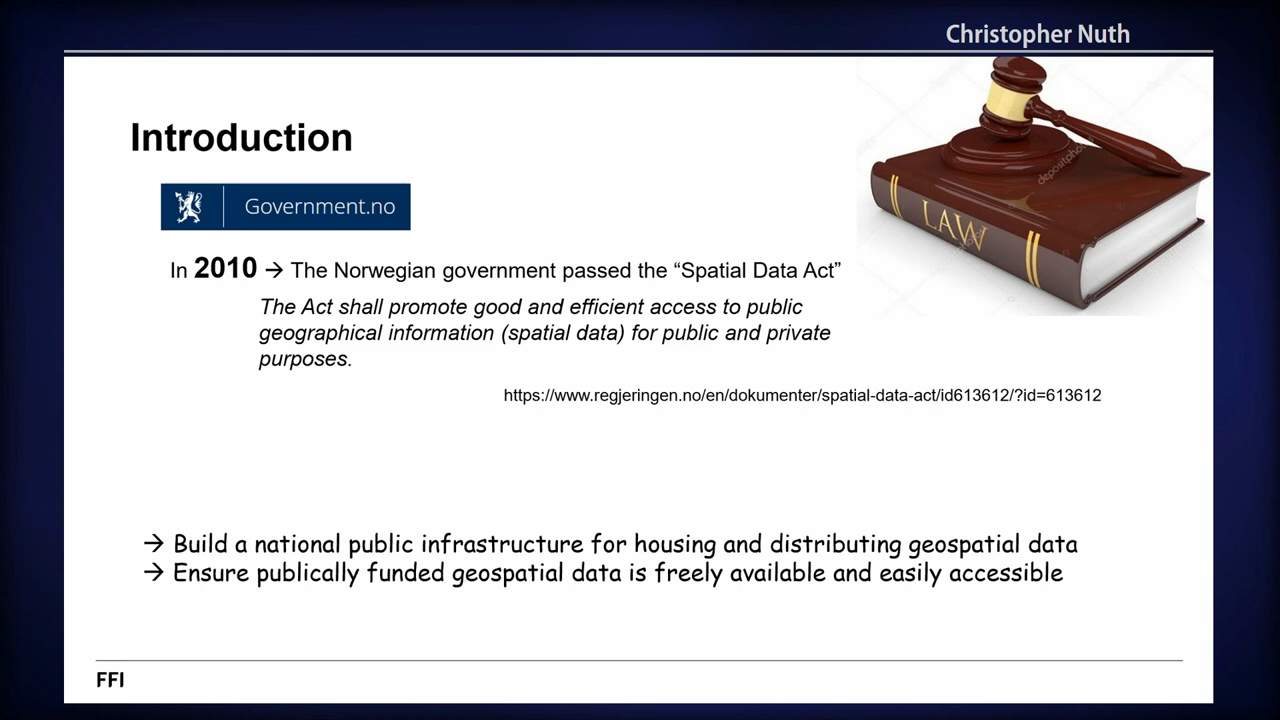 Christopher Nuth
Introduction
Government.no
LAW
depositphotos
In 2010 → The Norwegian government passed the “Spatial Data Act”
The Act shall promote good and efficient access to public
geographical information (spatial data) for public and private
purposes.
https://www.regjeringen.no/en/dokumenter/spatial-data-act/id613612/?id=613612
→ Build a national public infrastructure for housing and distributing geospatial data
→ Ensure publically funded geospatial data is freely available and easily accessible
FFI